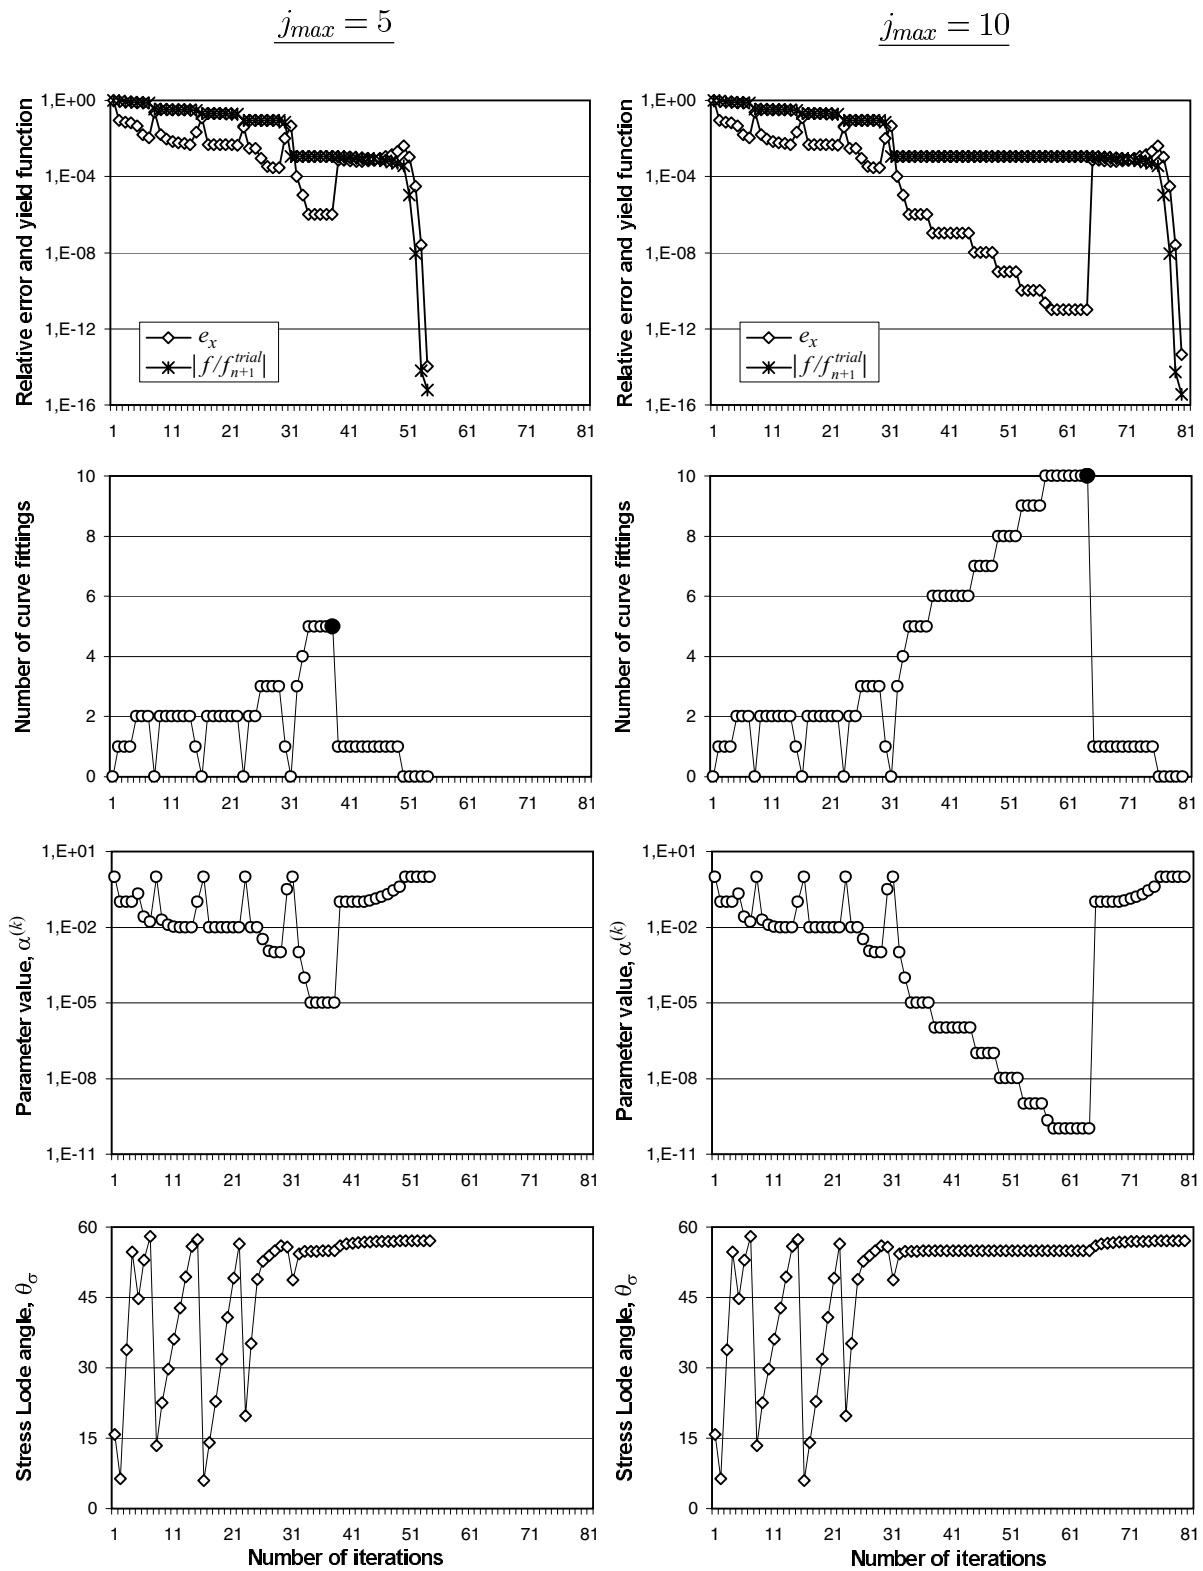 j_{max} = 5
j_{max} = 10
Relative error and yield function
1,E+00
1,E-04
1,E-08
1,E-12
1,E-16
e_x
|f/f_{n+1}^{trial}|
1 11 21 31 41 51 61 71 81
Relative error and yield function
1,E+00
1,E-04
1,E-08
1,E-12
1,E-16
e_x
|f/f_{n+1}^{trial}|
1 11 21 31 41 51 61 71 81
Number of curve fittings
10
8
6
4
2
0
1 11 21 31 41 51 61 71 81
Number of curve fittings
10
8
6
4
2
0
1 11 21 31 41 51 61 71 81
Parameter value, α^{(k)}
1,E+01
1,E-02
1,E-05
1,E-08
1,E-11
1 11 21 31 41 51 61 71 81
Parameter value, α^{(k)}
1,E+01
1,E-02
1,E-05
1,E-08
1,E-11
1 11 21 31 41 51 61 71 81
Stress Lode angle, θ_σ
60
45
30
15
0
1 11 21 31 41 51 61 71 81
Number of iterations
Stress Lode angle, θ_σ
60
45
30
15
0
1 11 21 31 41 51 61 71 81
Number of iterations